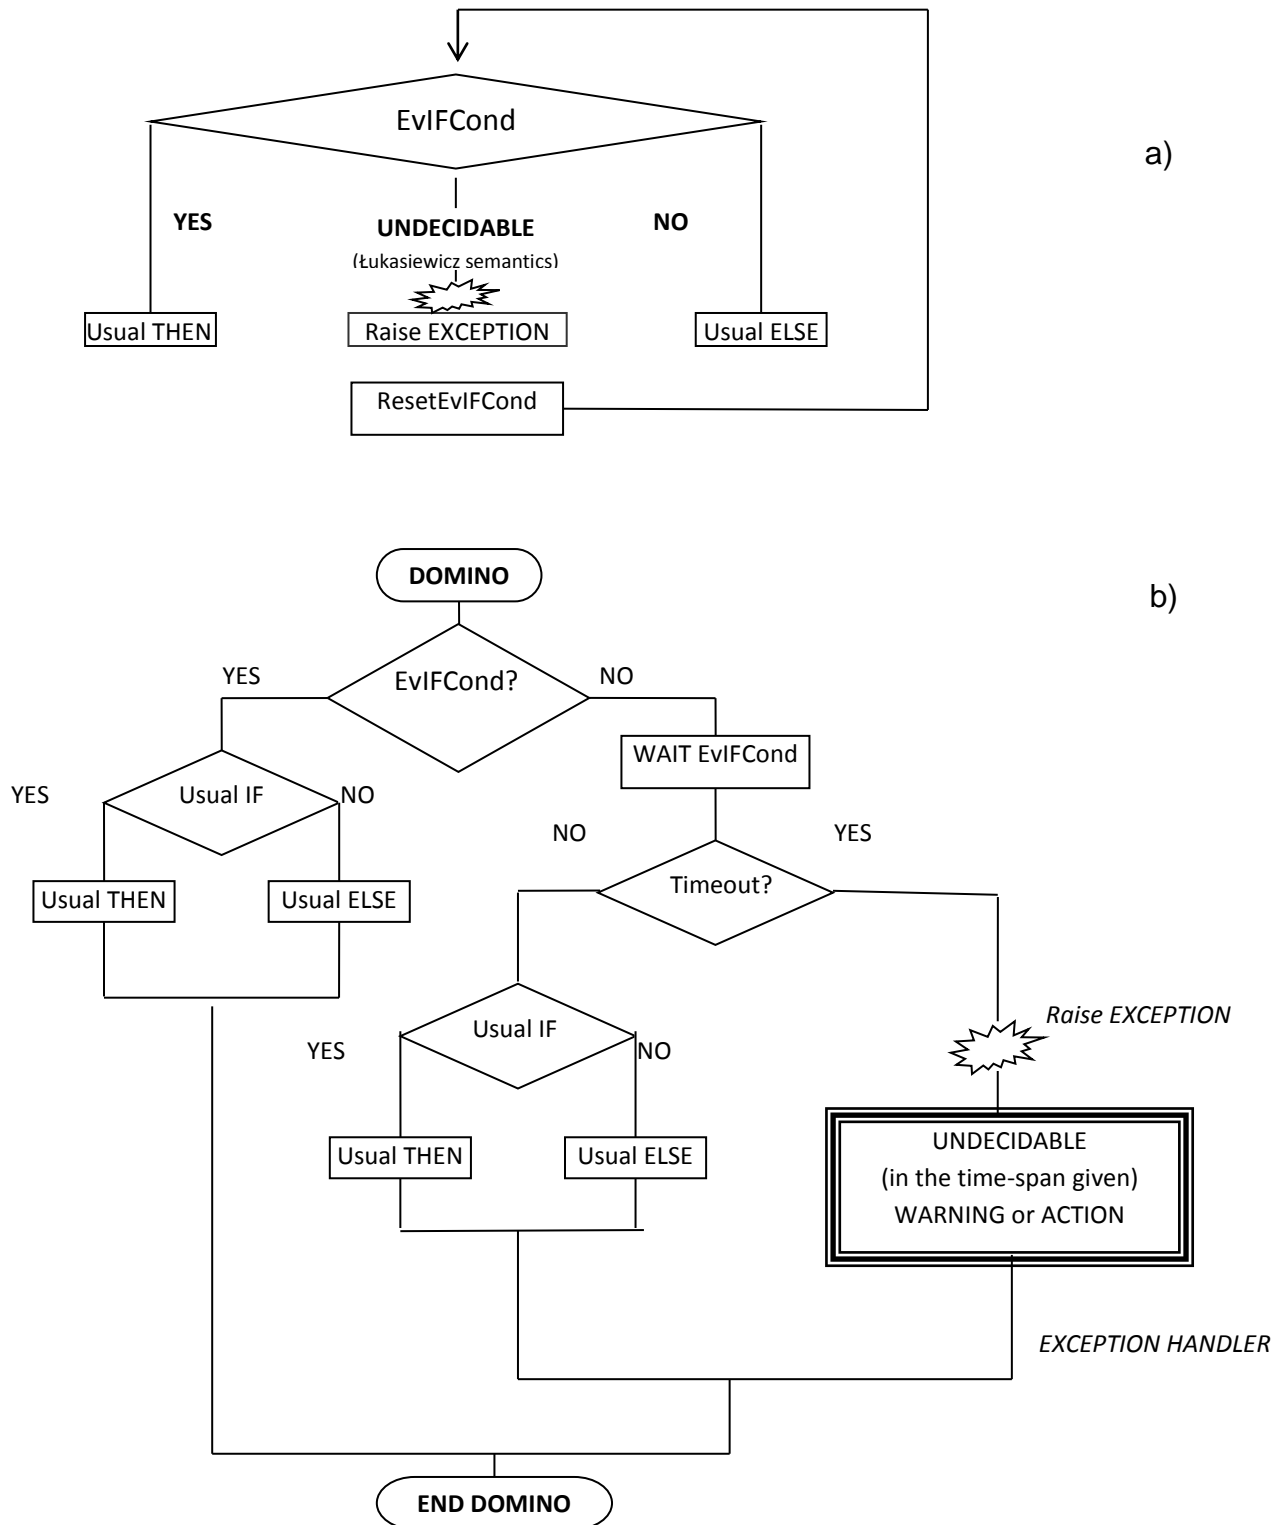 EvIFCond
a)
YES
UNDECIDABLE
NO
(Łukasiewicz semantics)
Usual THEN
Raise EXCEPTION
Usual ELSE
ResetEvIFCond
DOMINO
b)
YES
EvIFCond?
NO
WAIT EvIFCond
YES
Usual IF
NO
NO
YES
Timeout?
Usual THEN
Usual ELSE
Raise EXCEPTION
Usual IF
YES
NO
UNDECIDABLE
(in the time-span given)
WARNING or ACTION
Usual THEN
Usual ELSE
EXCEPTION HANDLER
END DOMINO